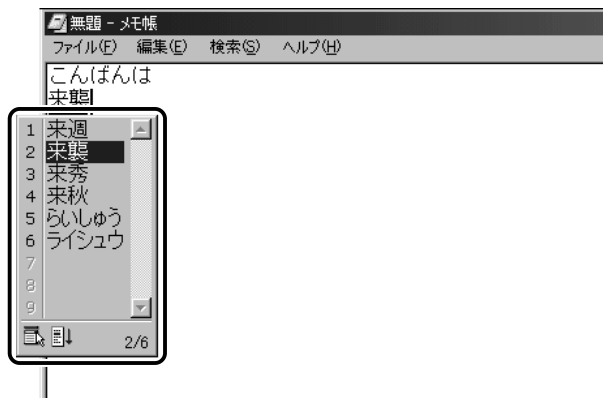 無題 - メモ帳
ファイル(F) 編集(E) 検索(S) ヘルプ(H)
こんばんは
来襲
1 来週
2 来襲
3 来秀
4 来秋
5 らいしゅう
6 ライシュウ
7
8
9
2/6